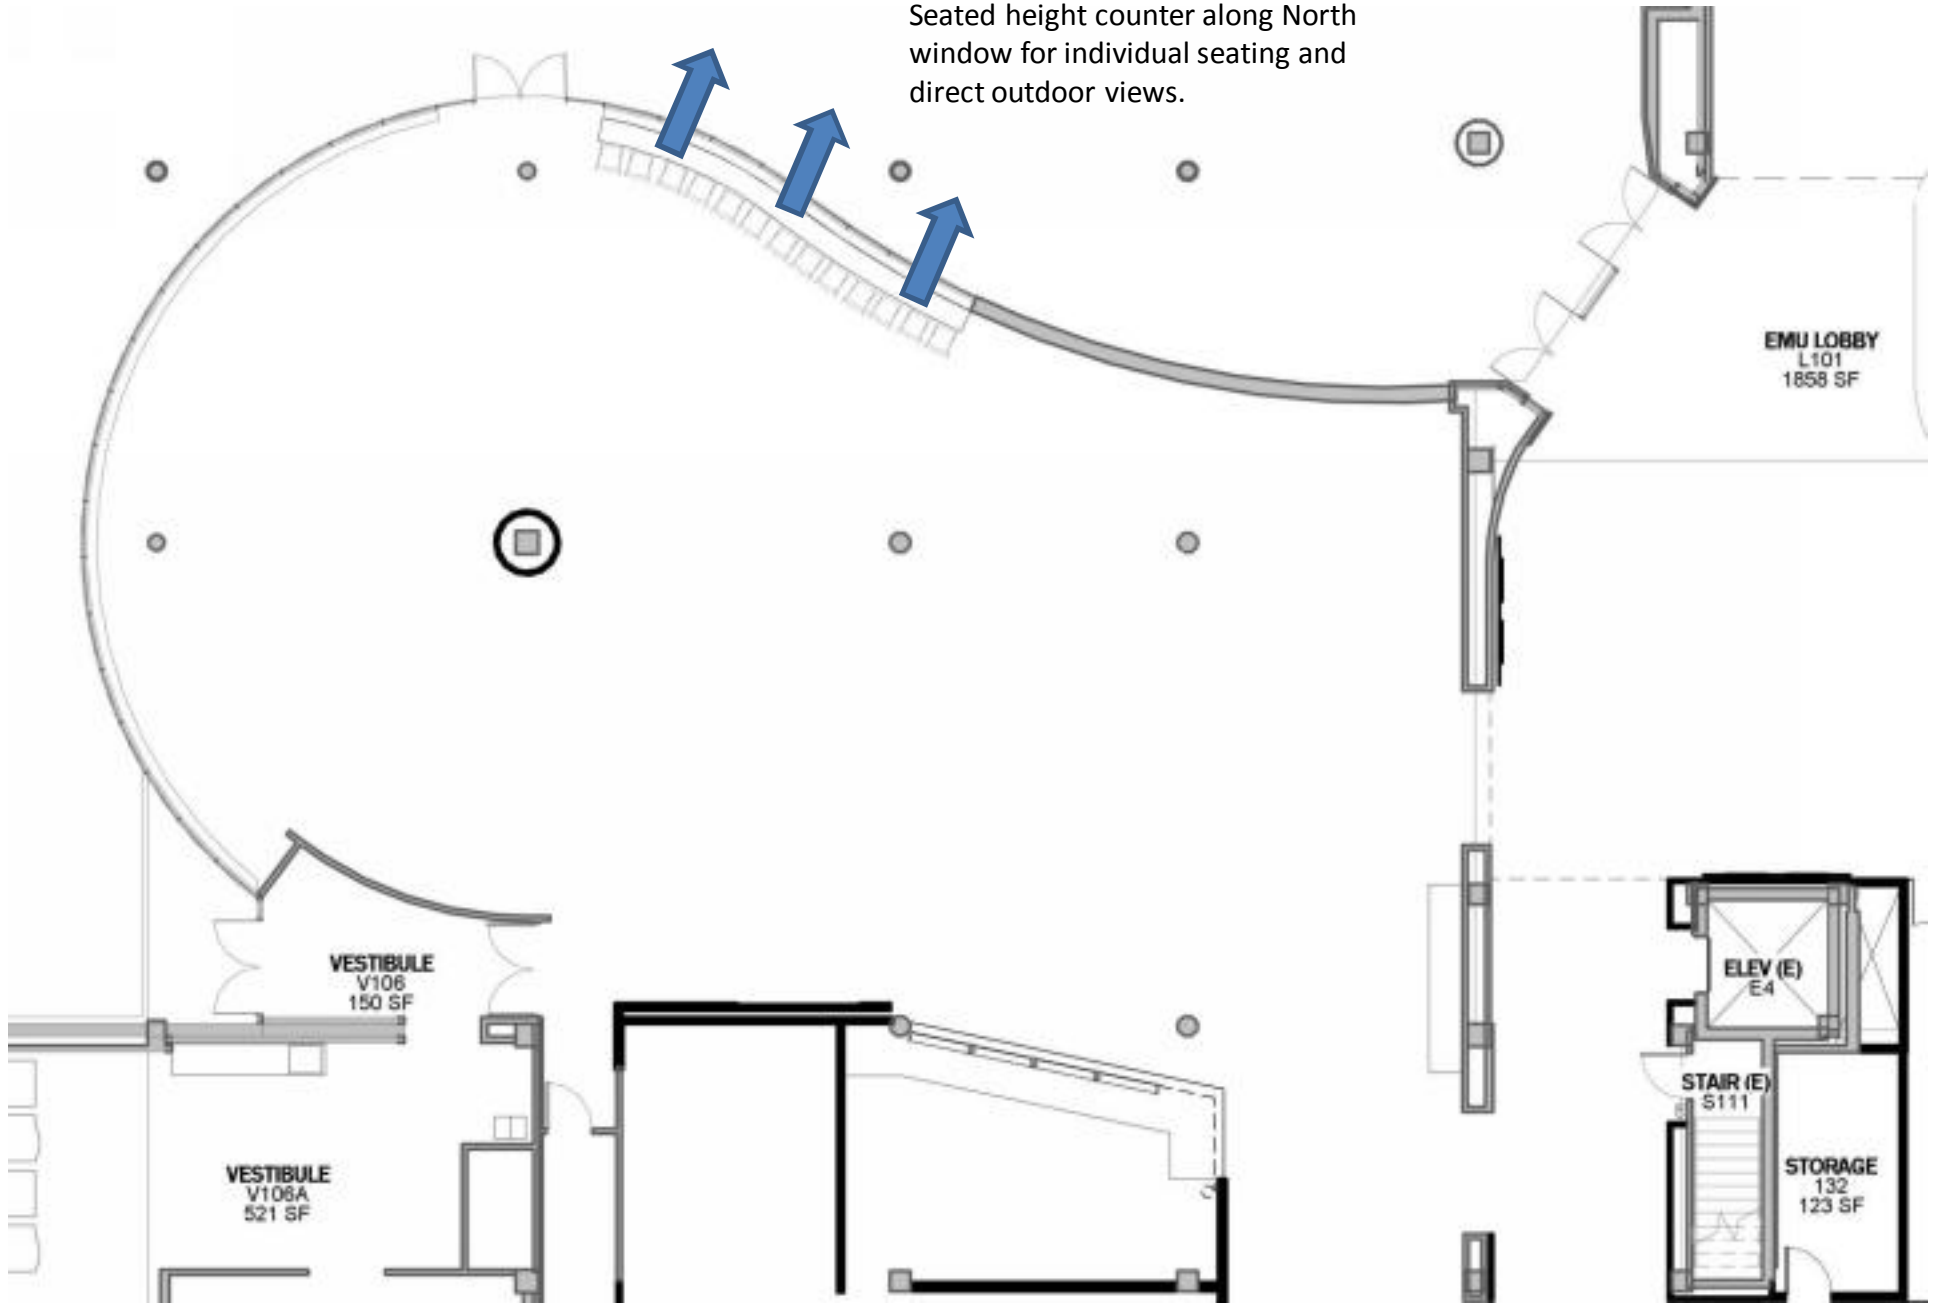 Seated height counter along North
window for individual seating and
direct outdoor views.
EMU LOBBY
L101
1858 SF
VESTIBULE
V106
150 SF
ELEV (E)
E4
STAIR (E)
S111
VESTIBULE
V106A
521 SF
STORAGE
132
123 SF